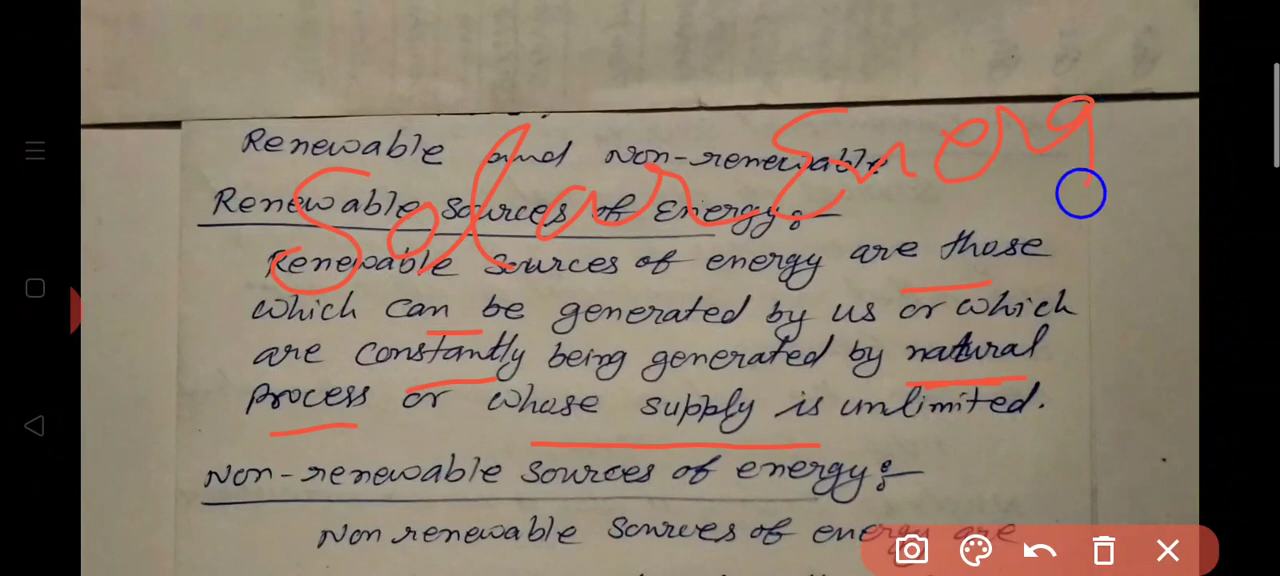 Renewable and Non-renewable
Renewable Sources of Energy:-
Renewable Sources of energy are those
which can be generated by us or which
are constantly being generated by natural
process or whose supply is unlimited.
Non-renewable Sources of energy:-
Non renewable Sources of energy are
Solar Energ